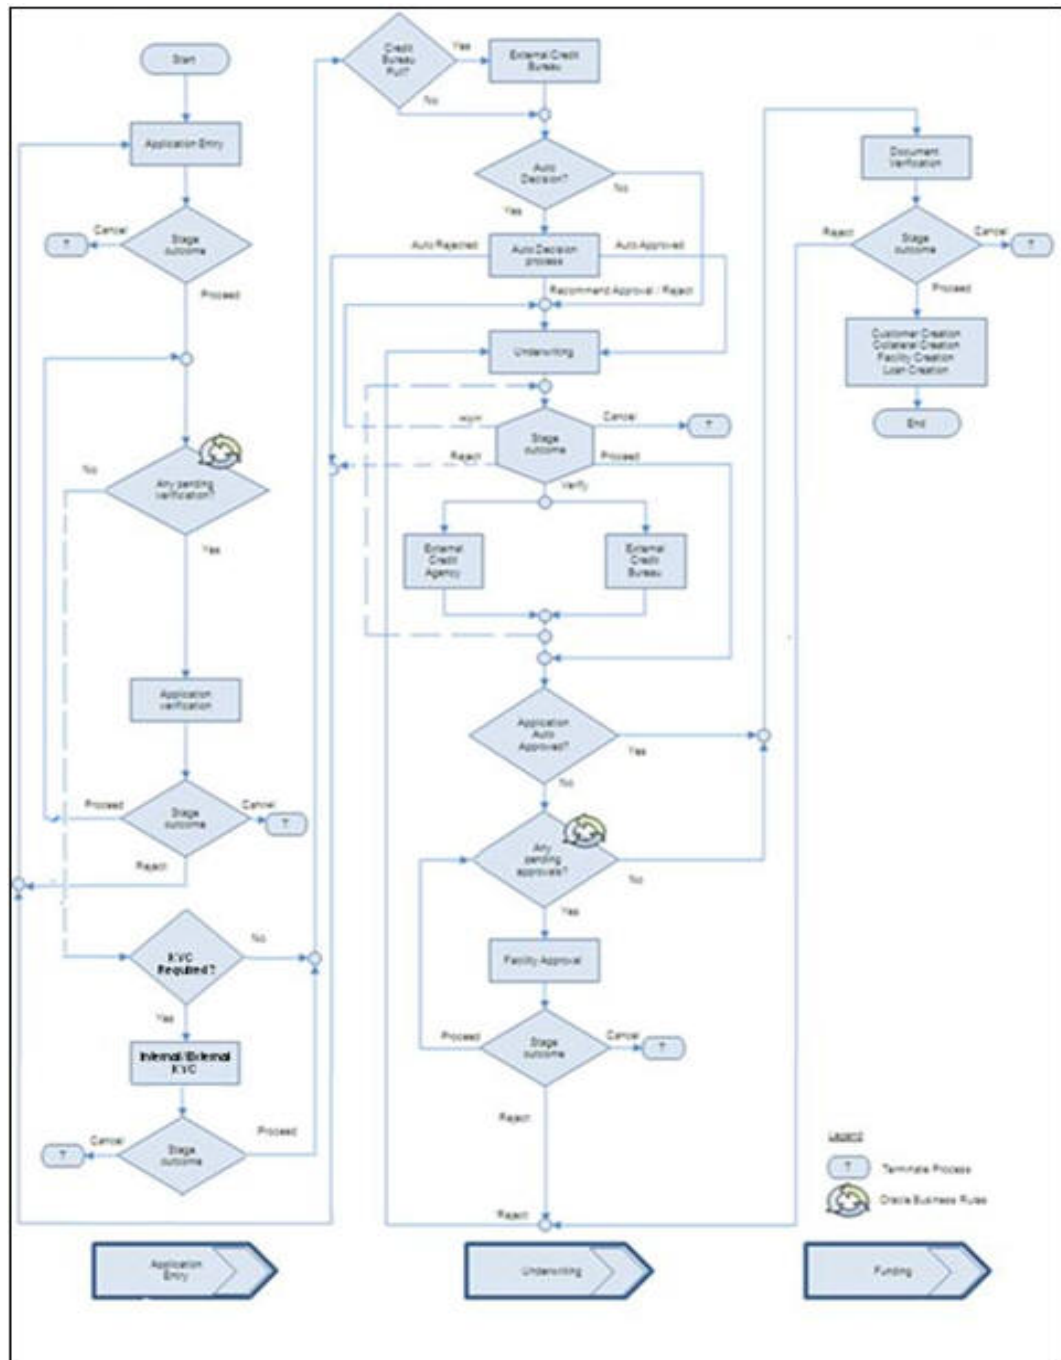 Start
Application Entry
Stage
outcome
Cancel
T
Proceed
Any pending
verification?
No
Yes
Application
verification
Stage
outcome
Proceed
Cancel
T
Reject
KYC
Required?
No
Yes
Internal/External
KYC
Stage
outcome
Cancel
T
Proceed
Application
Entry
Credit
Bureau
Pull?
Yes
No
External Credit
Bureau
Auto
Decision?
No
Yes
Auto Rejected
Auto Decision
process
Auto Approved
Recommend Approval / Reject
Underwriting
Stage
outcome
Cancel
T
Reject
Proceed
Verify
External
Credit
Agency
External
Credit
Bureau
Application
Auto
Approved?
Yes
No
Any
pending
approvals?
No
Yes
Facility Approval
Stage
outcome
Proceed
Cancel
T
Reject
Reject
Underwriting
Document
Verification
Stage
outcome
Reject
Cancel
T
Proceed
Customer Creation
Collateral Creation
Facility Creation
Loan Creation
End
Legend
T
Terminate Process
Oracle Business Rules
Funding